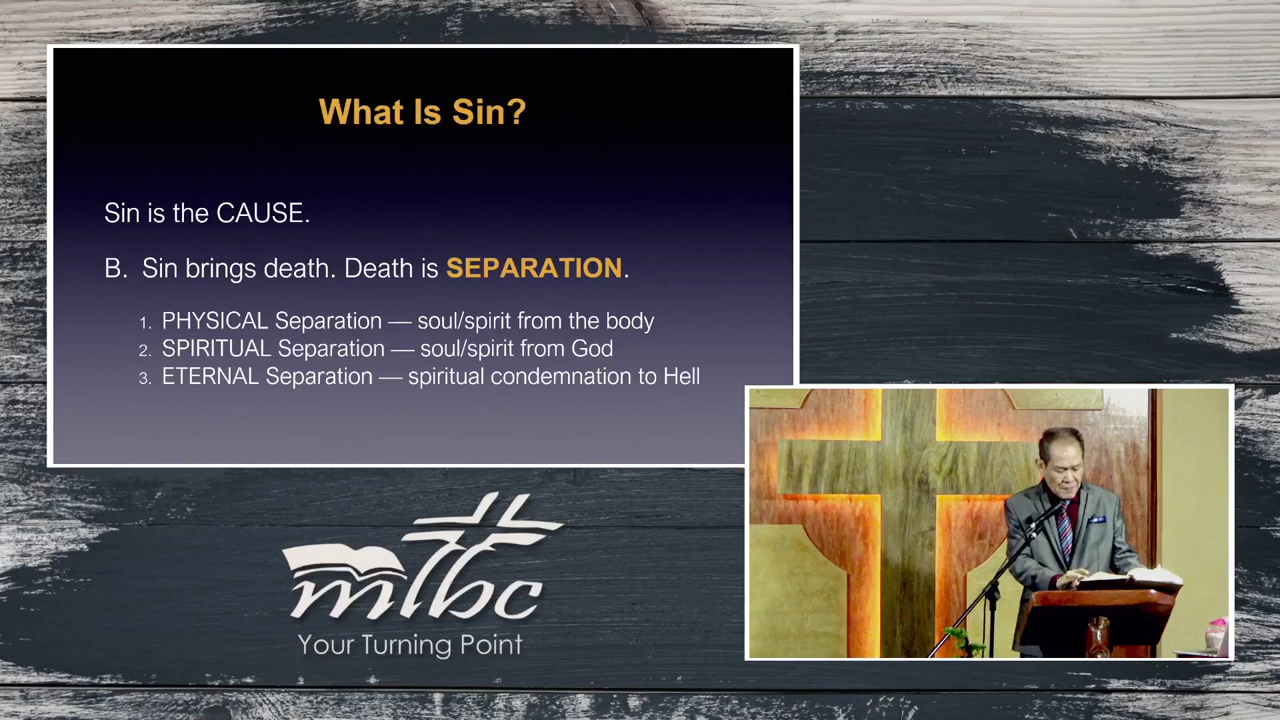 What Is Sin?
Sin is the CAUSE.
B. Sin brings death. Death is SEPARATION.
1. PHYSICAL Separation — soul/spirit from the body
2. SPIRITUAL Separation — soul/spirit from God
3. ETERNAL Separation — spiritual condemnation to Hell
mlbc
Your Turning Point